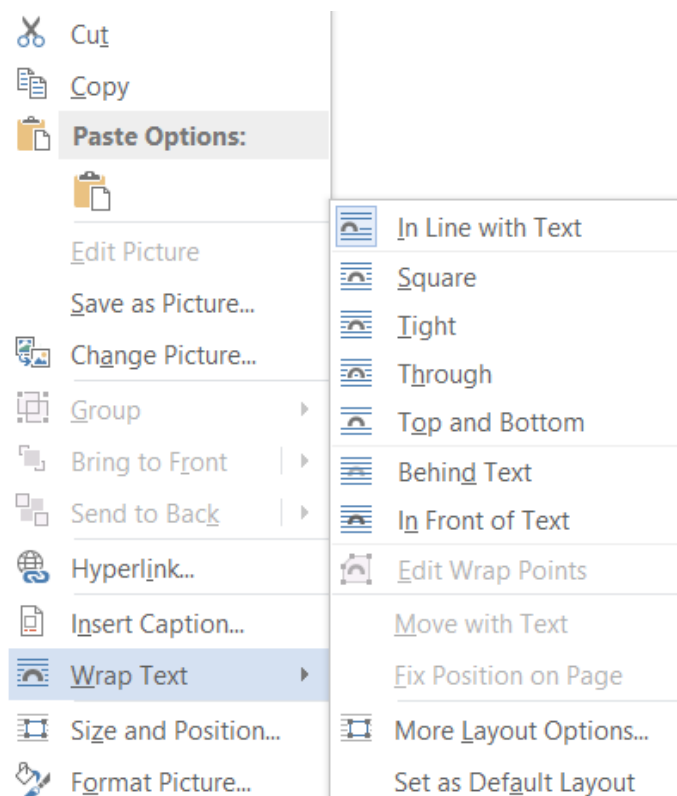 Cut
Copy
Paste Options:
Edit Picture
Save as Picture...
Change Picture...
Group
Bring to Front
Send to Back
Hyperlink...
Insert Caption...
Wrap Text
Size and Position...
Format Picture...
In Line with Text
Square
Tight
Through
Top and Bottom
Behind Text
In Front of Text
Edit Wrap Points
Move with Text
Fix Position on Page
More Layout Options...
Set as Default Layout